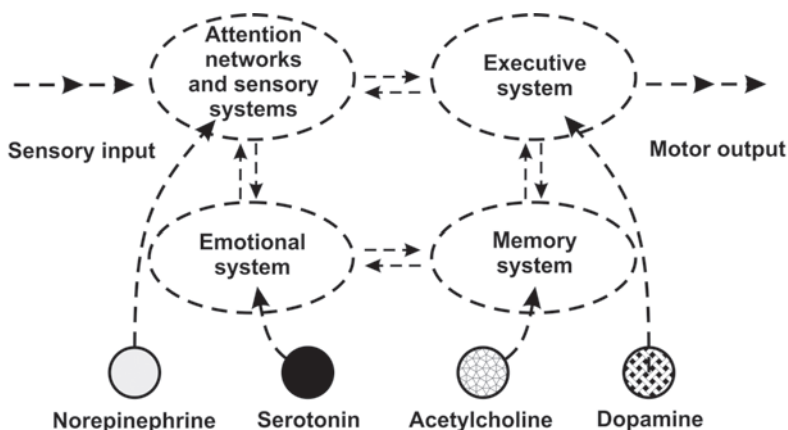 Attention
networks
and sensory
systems
Executive
system
Sensory input
Motor output
Emotional
system
Memory
system
Norepinephrine
Serotonin
Acetylcholine
Dopamine